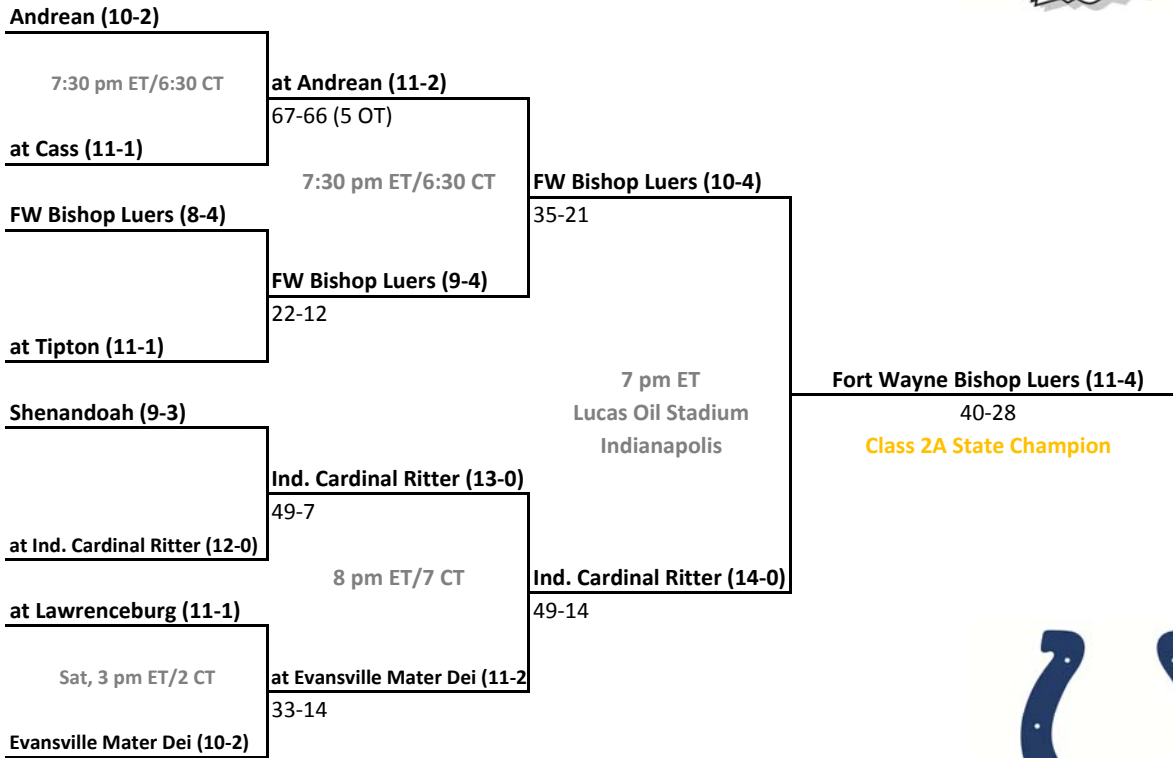 Andrean (10-2)
7:30 pm ET/6:30 CT
at Andrean (11-2)
67-66 (5 OT)
at Cass (11-1)
7:30 pm ET/6:30 CT
FW Bishop Luers (10-4)
FW Bishop Luers (8-4)
35-21
FW Bishop Luers (9-4)
22-12
at Tipton (11-1)
7 pm ET
Fort Wayne Bishop Luers (11-4)
Shenandoah (9-3)
Lucas Oil Stadium
40-28
Indianapolis
Class 2A State Champion
Ind. Cardinal Ritter (13-0)
49-7
at Ind. Cardinal Ritter (12-0)
8 pm ET/7 CT
Ind. Cardinal Ritter (14-0)
at Lawrenceburg (11-1)
49-14
Sat, 3 pm ET/2 CT
at Evansville Mater Dei (11-2
33-14
Evansville Mater Dei (10-2)